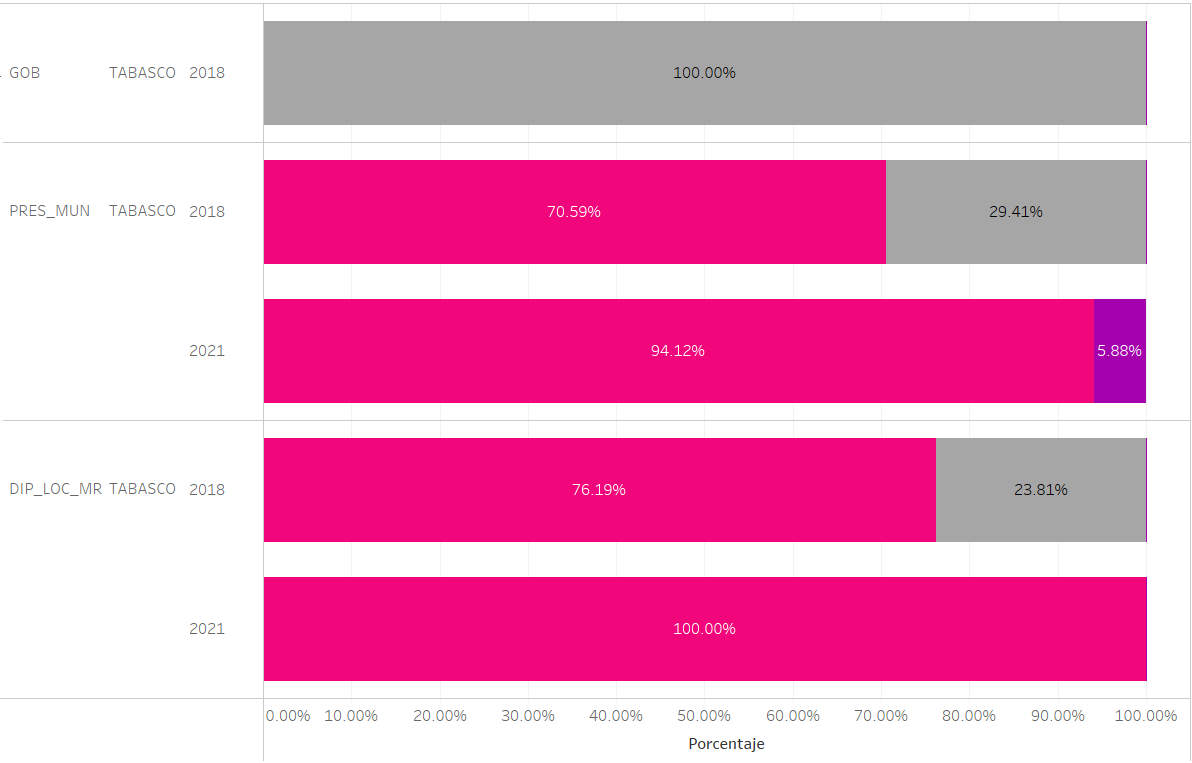 GOB TABASCO 2018 100.00%
PRES_MUN TABASCO 2018 70.59% 29.41%
2021 94.12% 5.88%
DIP_LOC_MR TABASCO 2018 76.19% 23.81%
2021 100.00%
0.00% 10.00% 20.00% 30.00% 40.00% 50.00% 60.00% 70.00% 80.00% 90.00% 100.00%
Porcentaje